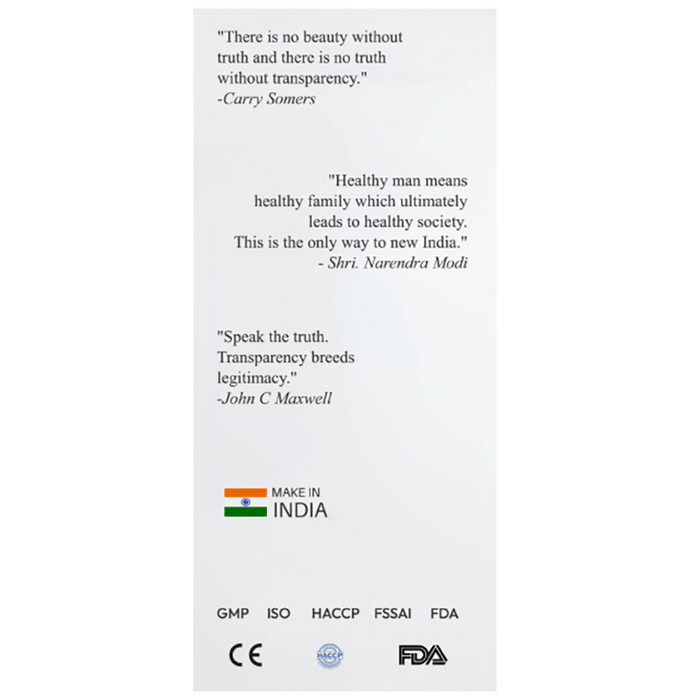 "There is no beauty without
truth and there is no truth
without transparency."
-Carry Somers
"Healthy man means
healthy family which ultimately
leads to healthy society.
This is the only way to new India."
- Shri. Narendra Modi
"Speak the truth.
Transparency breeds
legitimacy."
-John C Maxwell
MAKE IN
INDIA
GMP ISO HACCP FSSAI FDA
CE HACCP FDA